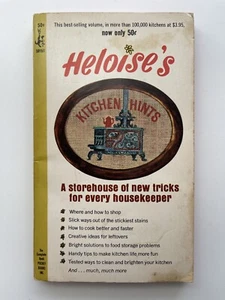 This best-selling volume, in more than 100,000 kitchens at $3.95,
now only 50¢
Heloise's
KITCHEN HINTS
A storehouse of new tricks
for every housekeeper
Where and how to shop
Slick ways out of the stickiest stains
How to cook better and faster
Creative ideas for leftovers
Bright solutions to food storage problems
Handy tips to make kitchen life more fun
Tested ways to clean and brighten your kitchen
And . . . much, much more
50¢